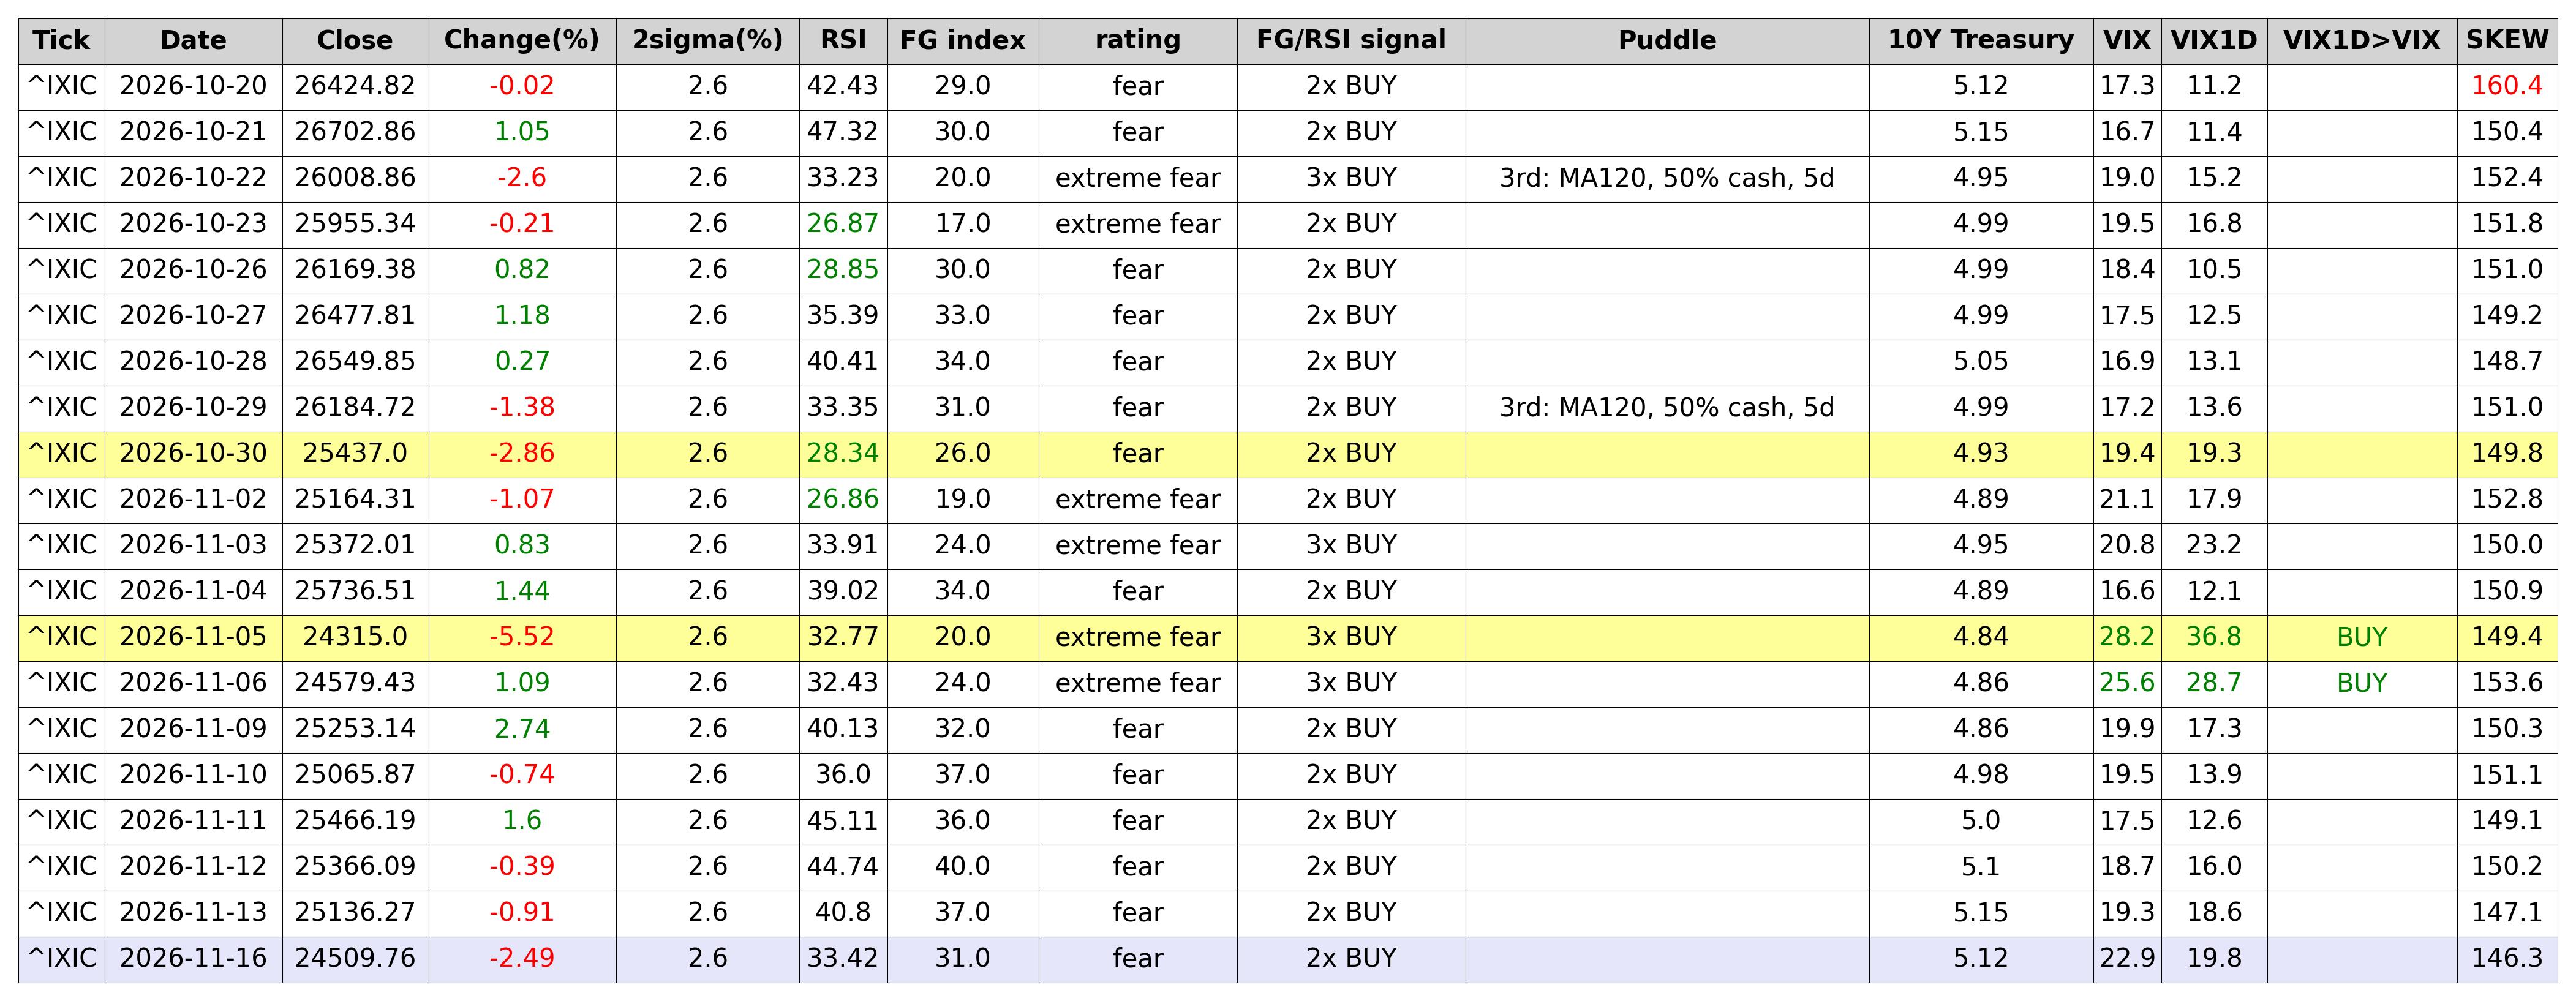 Tick Date Close Change(%) 2sigma(%) RSI FG index rating FG/RSI signal Puddle 10Y Treasury VIX VIX1D VIX1D>VIX SKEW
^IXIC 2026-10-20 26424.82 -0.02 2.6 42.43 29.0 fear 2x BUY 5.12 17.3 11.2 160.4
^IXIC 2026-10-21 26702.86 1.05 2.6 47.32 30.0 fear 2x BUY 5.15 16.7 11.4 150.4
^IXIC 2026-10-22 26008.86 -2.6 2.6 33.23 20.0 extreme fear 3x BUY 3rd: MA120, 50% cash, 5d 4.95 19.0 15.2 152.4
^IXIC 2026-10-23 25955.34 -0.21 2.6 26.87 17.0 extreme fear 2x BUY 4.99 19.5 16.8 151.8
^IXIC 2026-10-26 26169.38 0.82 2.6 28.85 30.0 fear 2x BUY 4.99 18.4 10.5 151.0
^IXIC 2026-10-27 26477.81 1.18 2.6 35.39 33.0 fear 2x BUY 4.99 17.5 12.5 149.2
^IXIC 2026-10-28 26549.85 0.27 2.6 40.41 34.0 fear 2x BUY 5.05 16.9 13.1 148.7
^IXIC 2026-10-29 26184.72 -1.38 2.6 33.35 31.0 fear 2x BUY 3rd: MA120, 50% cash, 5d 4.99 17.2 13.6 151.0
^IXIC 2026-10-30 25437.0 -2.86 2.6 28.34 26.0 fear 2x BUY 4.93 19.4 19.3 149.8
^IXIC 2026-11-02 25164.31 -1.07 2.6 26.86 19.0 extreme fear 2x BUY 4.89 21.1 17.9 152.8
^IXIC 2026-11-03 25372.01 0.83 2.6 33.91 24.0 extreme fear 3x BUY 4.95 20.8 23.2 150.0
^IXIC 2026-11-04 25736.51 1.44 2.6 39.02 34.0 fear 2x BUY 4.89 16.6 12.1 150.9
^IXIC 2026-11-05 24315.0 -5.52 2.6 32.77 20.0 extreme fear 3x BUY 4.84 28.2 36.8 BUY 149.4
^IXIC 2026-11-06 24579.43 1.09 2.6 32.43 24.0 extreme fear 3x BUY 4.86 25.6 28.7 BUY 153.6
^IXIC 2026-11-09 25253.14 2.74 2.6 40.13 32.0 fear 2x BUY 4.86 19.9 17.3 150.3
^IXIC 2026-11-10 25065.87 -0.74 2.6 36.0 37.0 fear 2x BUY 4.98 19.5 13.9 151.1
^IXIC 2026-11-11 25466.19 1.6 2.6 45.11 36.0 fear 2x BUY 5.0 17.5 12.6 149.1
^IXIC 2026-11-12 25366.09 -0.39 2.6 44.74 40.0 fear 2x BUY 5.1 18.7 16.0 150.2
^IXIC 2026-11-13 25136.27 -0.91 2.6 40.8 37.0 fear 2x BUY 5.15 19.3 18.6 147.1
^IXIC 2026-11-16 24509.76 -2.49 2.6 33.42 31.0 fear 2x BUY 5.12 22.9 19.8 146.3